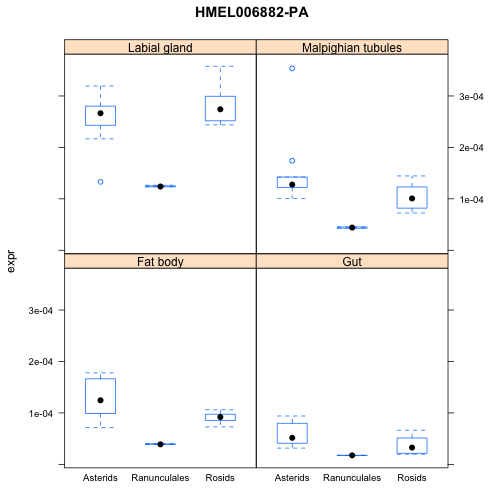 HMEL006882-PA
Labial gland
Malpighian tubules
3e-04
2e-04
1e-04
expr
Fat body
Gut
3e-04
2e-04
1e-04
Asterids Ranunculales Rosids
Asterids Ranunculales Rosids